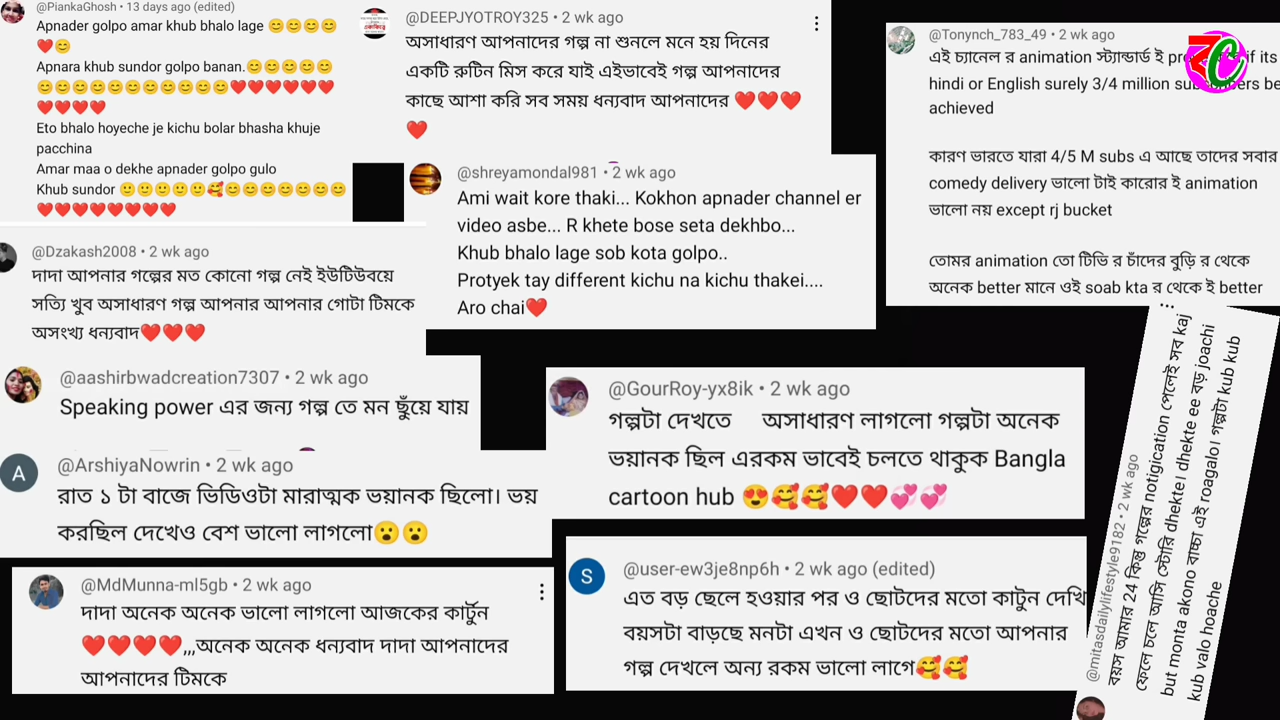 @PiankaGhosh • 13 days ago (edited)
Apnader golpo amar khub bhalo lage 😊😊😊😊
❤️😊
Apnara khub sundor golpo banan.😊😊😊😊😊
😊😊😊😊😊😊😊😊😊😊😊❤️❤️❤️❤️❤️❤️
❤️❤️❤️❤️
Eto bhalo hoyeche je kichu bolar bhasha khuje
pacchina
Amar maa o dekhe apnader golpo gulo
Khub sundor 🙂🙂🙂🙂🙂🥰😊😊😊😊😊😊😊
❤️❤️❤️❤️❤️❤️❤️❤️
@DEEPJYOTROY325 • 2 wk ago
অসাধারণ আপনাদের গল্প না শুনলে মনে হয় দিনের
একটি রুটিন মিস করে যাই এইভাবেই গল্প আপনাদের
কাছে আশা করি সব সময় ধন্যবাদ আপনাদের ❤️❤️❤️
❤️
@Tonynch_783_49 • 2 wk ago
এই চ্যানেল র animation স্ট্যান্ডার্ড ই if its
hindi or English surely 3/4 million be
achieved
কারণ ভারতে যারা 4/5 M subs এ আছে তাদের সবার
comedy delivery ভালো টাই কারোর ই animation
ভালো নয় except rj bucket
তোমর animation তো টিভি র চাঁদের বুড়ি র থেকে
অনেক better মানে ওই soab kta র থেকে ই better
@shreyamondal981 • 2 wk ago
Ami wait kore thaki... Kokhon apnader channel er
video asbe... R khete bose seta dekhbo...
Khub bhalo lage sob kota golpo..
Protyek tay different kichu na kichu thakei....
Aro chai❤️
@Dzakash2008 • 2 wk ago
দাদা আপনার গল্পের মত কোনো গল্প নেই ইউটিউবয়ে
সত্যি খুব অসাধারণ গল্প আপনার আপনার গোটা টিমকে
অসংখ্য ধন্যবাদ❤️❤️❤️
@aashirbwadcreation7307 • 2 wk ago
Speaking power এর জন্য গল্প তে মন ছুঁয়ে যায়
A
@ArshiyaNowrin • 2 wk ago
রাত ১ টা বাজে ভিডিওটা মারাত্মক ভয়ানক ছিলো। ভয়
করছিল দেখেও বেশ ভালো লাগলো😮😮
@GourRoy-yx8ik • 2 wk ago
গল্পটা দেখতে অসাধারণ লাগলো গল্পটা অনেক
ভয়ানক ছিল এরকম ভাবেই চলতে থাকুক Bangla
cartoon hub 😍🥰🥰❤️❤️💞💞
@MdMunna-ml5gb • 2 wk ago
দাদা অনেক অনেক ভালো লাগলো আজকের কার্টুন
❤️❤️❤️❤️,,,অনেক অনেক ধন্যবাদ দাদা আপনাদের
আপনাদের টিমকে
S
@user-ew3je8np6h • 2 wk ago (edited)
এত বড় ছেলে হওয়ার পর ও ছোটদের মতো কাটুন দেখি
বয়সটা বাড়ছে মনটা এখন ও ছোটদের মতো আপনার
গল্প দেখলে অন্য রকম ভালো লাগে🥰🥰
@mitasdailylifestyle9182 • 2 wk ago
বয়স আমার 24 কিন্তু গল্পের notigication পেলেই সব kaj
ফেলে চলে আসি স্টোরি dhekte। dhekte ee বড় joachi
but monta akono বাচ্চা এই roagalo। গল্পটা kub kub
kub valo hoache